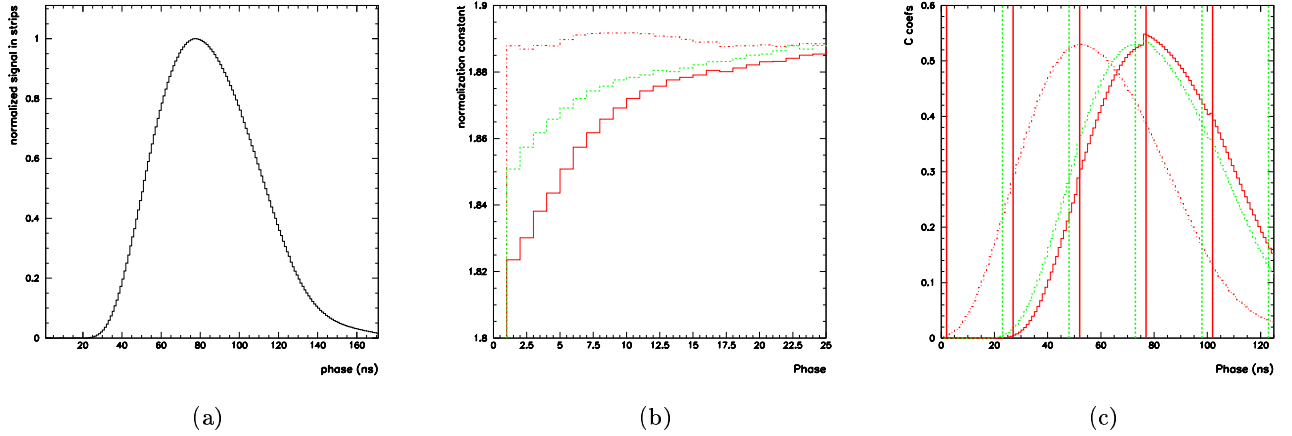 normalized signal in strips
1
0.8
0.6
0.4
0.2
0
20 40 60 80 100 120 140 160
phase (ns)
(a)
normalization constant
1.9
1.88
1.86
1.84
1.82
1.8
0 2.5 5 7.5 10 12.5 15 17.5 20 22.5 25
Phase
(b)
C coefs
0.6
0.5
0.4
0.3
0.2
0.1
0
0 20 40 60 80 100 120
Phase (ns)
(c)